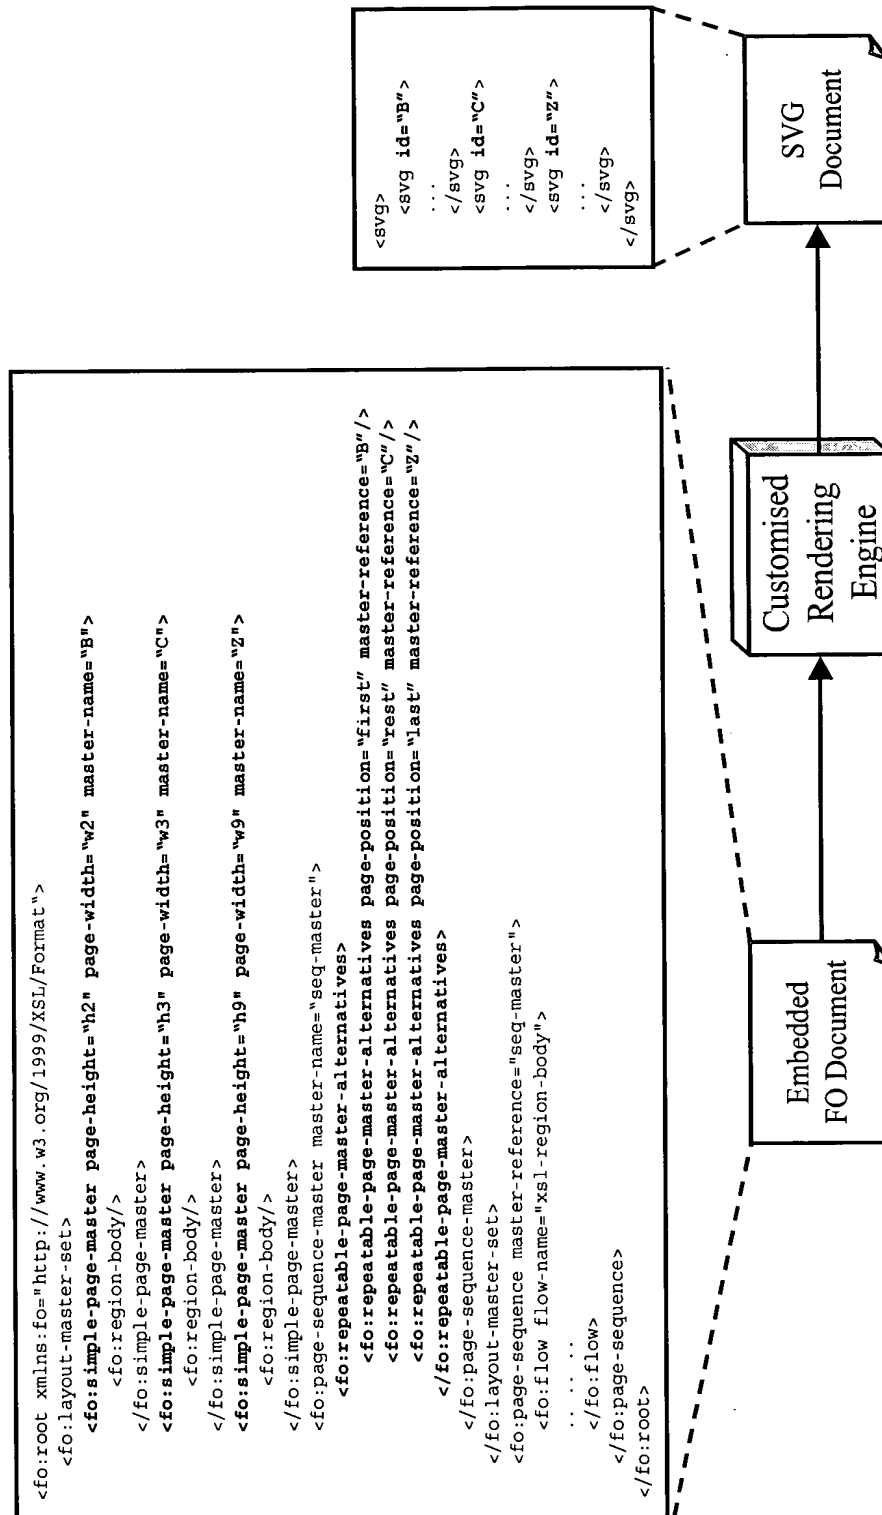 <fo:root xmlns:fo="http://www.w3.org/1999/XSL/Format">
<fo:layout-master-set>
<fo:simple-page-master page-height="h2" page-width="w2" master-name="B">
<fo:region-body/>
</fo:simple-page-master>
<fo:simple-page-master page-height="h3" page-width="w3" master-name="C">
<fo:region-body/>
</fo:simple-page-master>
<fo:simple-page-master page-height="h9" page-width="w9" master-name="Z">
<fo:region-body/>
</fo:simple-page-master>
<fo:page-sequence-master master-name="seq-master">
<fo:repeatable-page-master-alternatives>
<fo:repeatable-page-master-alternatives page-position="first" master-reference="B"/>
<fo:repeatable-page-master-alternatives page-position="rest" master-reference="C"/>
<fo:repeatable-page-master-alternatives page-position="last" master-reference="Z"/>
</fo:repeatable-page-master-alternatives>
</fo:page-sequence-master>
</fo:layout-master-set>
<fo:page-sequence master-reference="seq-master">
<fo:flow flow-name="xsl-region-body">
.. .. ..
</fo:flow>
</fo:page-sequence>
</fo:root>
<svg>
<svg id="B">
...
</svg>
<svg id="C">
...
</svg>
<svg id="Z">
...
</svg>
</svg>
Embedded
FO Document
Customised
Rendering
Engine
SVG
Document